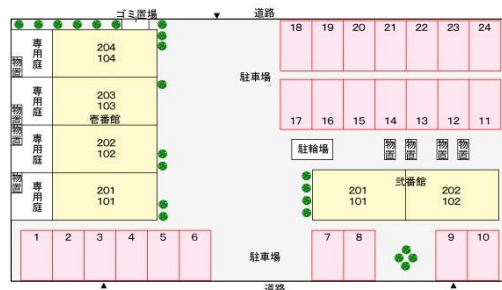 ゴミ置場
道路
専用庭
204
104
18 19 20 21 22 23 24
駐車場
物置
専用庭
203
103
壱番館
物置
17 16 15 14 13 12 11
物置
専用庭
202
102
駐輪場
物置 物置 物置 物置
物置
専用庭
201
101
弐番館
201
101
202
102
1 2 3 4 5 6
駐車場
7 8
9 10
道路